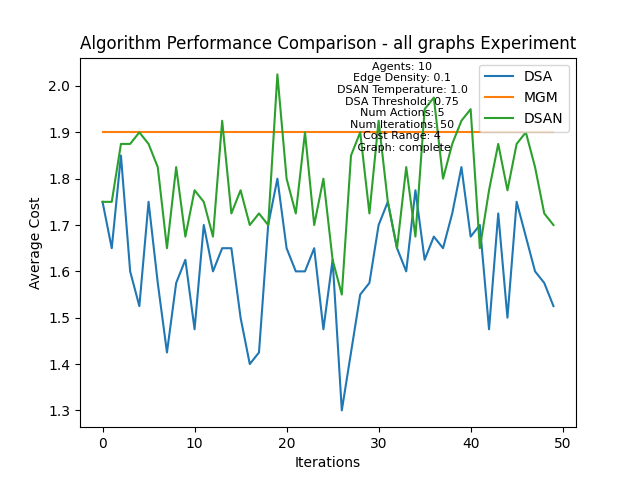 Algorithm Performance Comparison - all graphs Experiment
Agents: 10
Edge Density: 0.1
DSAN Temperature: 1.0
DSA Threshold: 0.75
Num Actions: 5
Num Iterations: 50
Cost Range: 4
Graph: complete
DSA
MGM
DSAN
Average Cost
2.0
1.9
1.8
1.7
1.6
1.5
1.4
1.3
0
10
20
30
40
50
Iterations